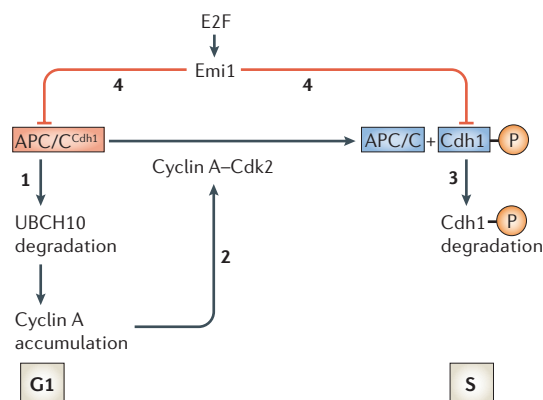 E2F
Emi1
4
4
APC/C^Cdh1
APC/C + Cdh1 P
Cyclin A–Cdk2
1
3
UBCH10
degradation
Cdh1 P
degradation
2
Cyclin A
accumulation
G1
S